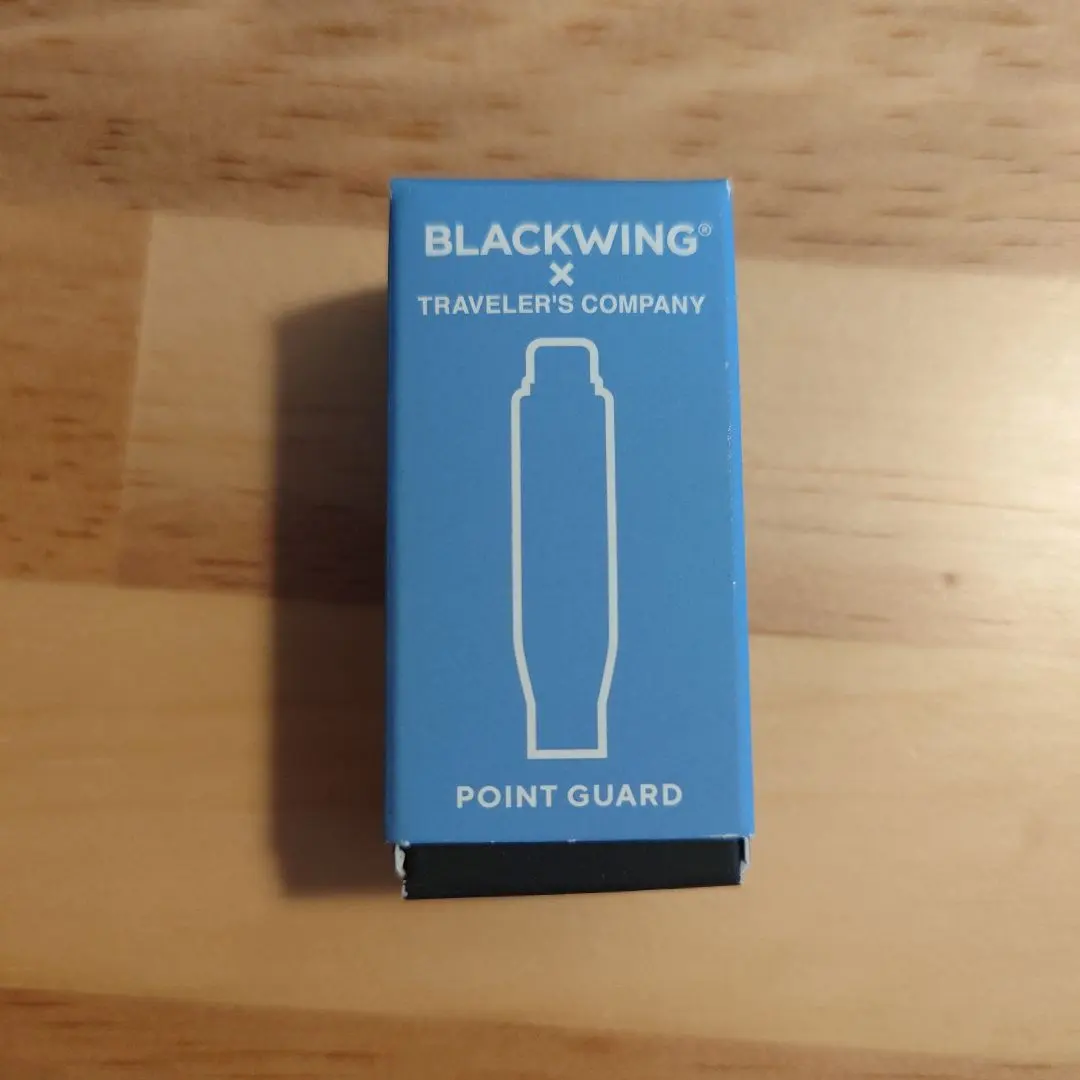 BLACKWING®
×
TRAVELER'S COMPANY
POINT GUARD